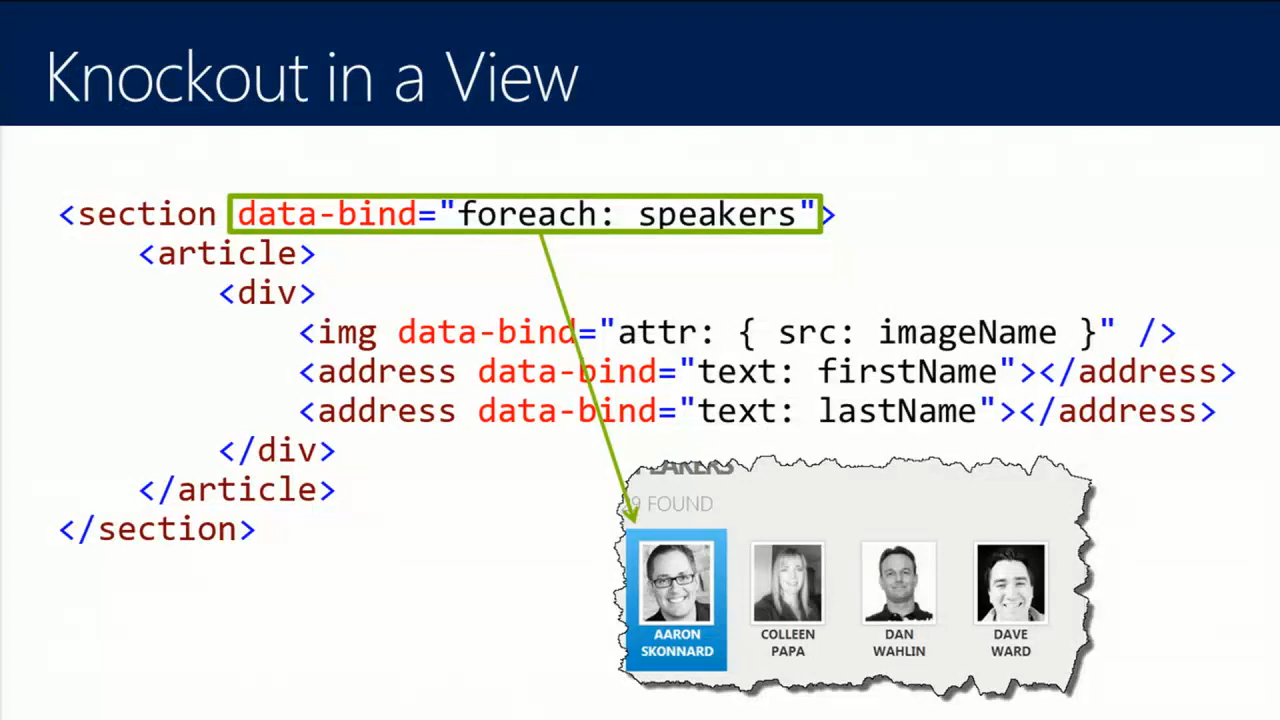 Knockout in a View
<section data-bind="foreach: speakers">
<article>
<div>
<img data-bind="attr: { src: imageName }" />
<address data-bind="text: firstName"></address>
<address data-bind="text: lastName"></address>
</div>
</article>
</section>
29 FOUND
AARON SKONNARD
COLLEEN PAPA
DAN WAHLIN
DAVE WARD